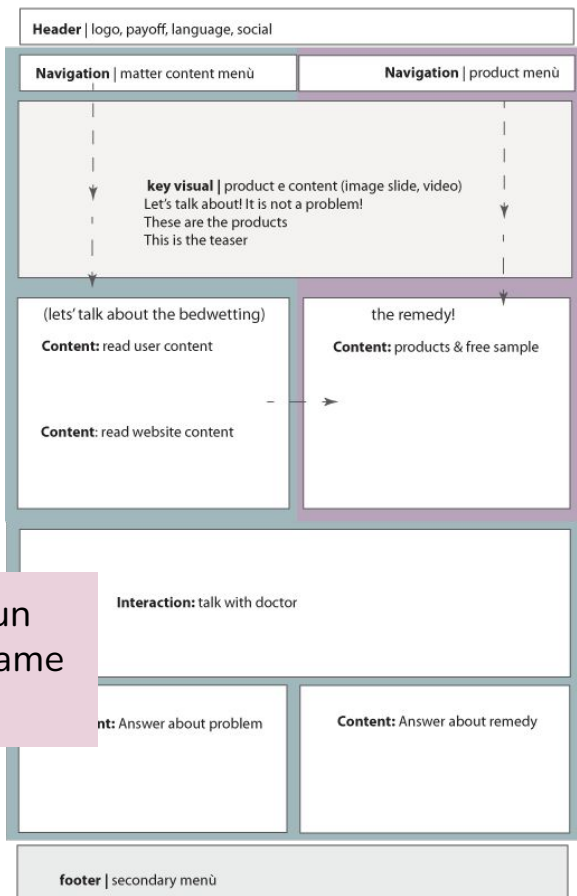 Header | logo, payoff, language, social
Navigation | matter content menù
Navigation | product menù
key visual | product e content (image slide, video)
Let's talk about! It is not a problem!
These are the products
This is the teaser
(lets' talk about the bedwetting)
Content: read user content
Content: read website content
the remedy!
Content: products & free sample
Interaction: talk with doctor
un
ame
nt: Answer about problem
Content: Answer about remedy
footer | secondary menù